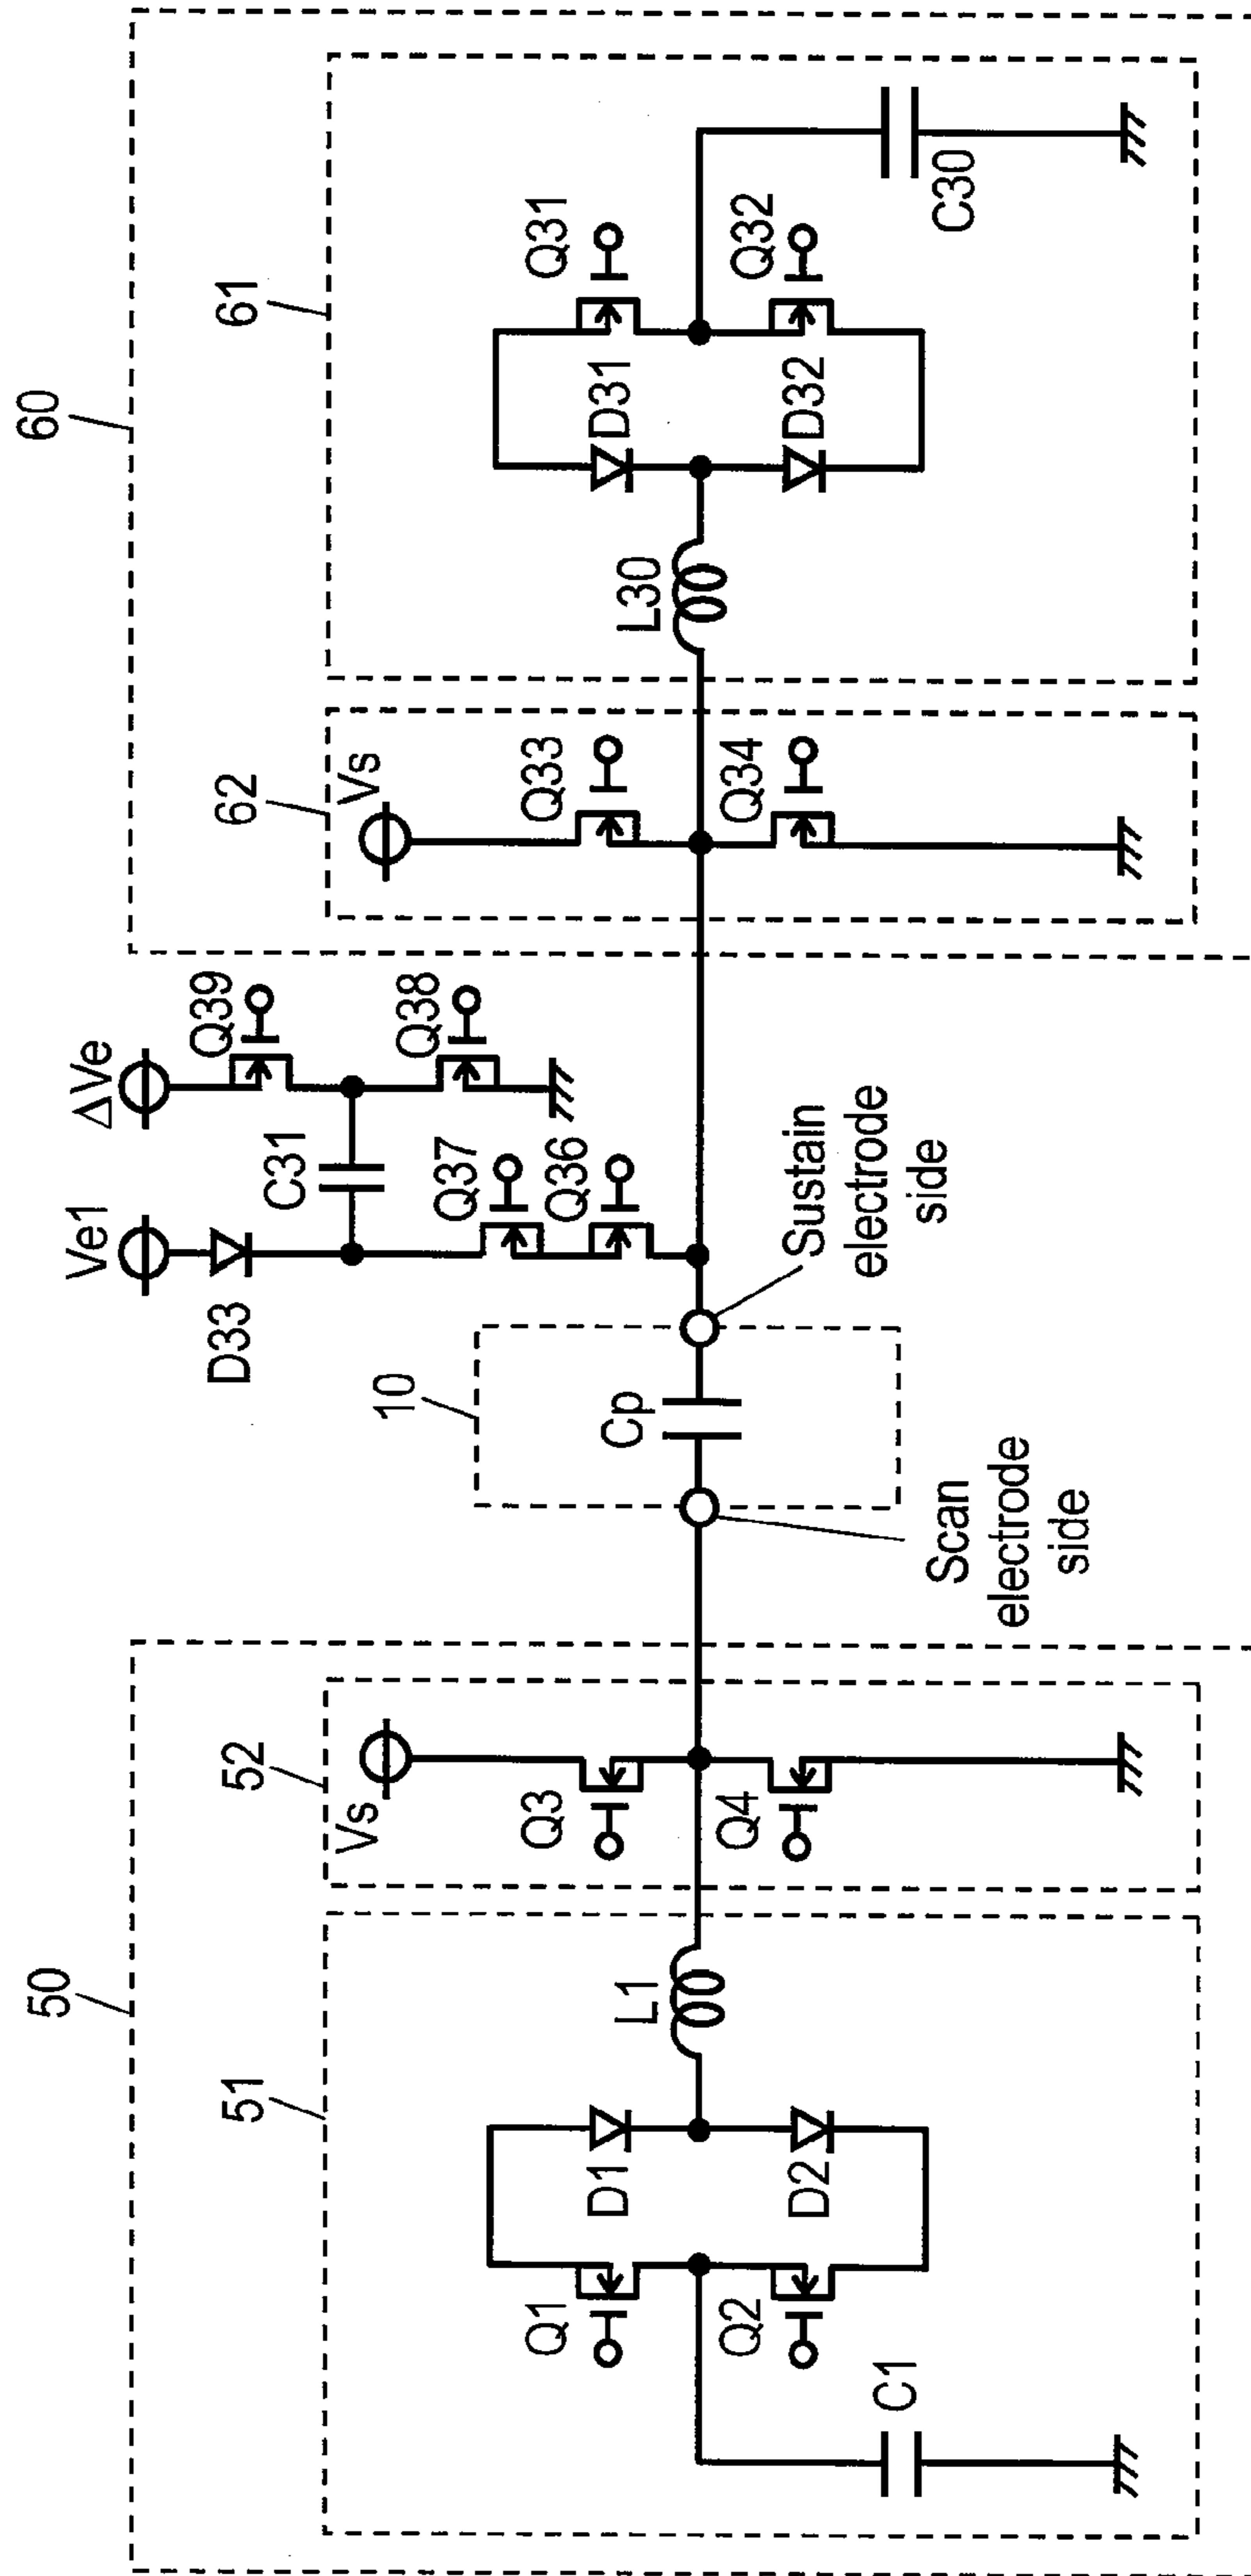 50
51
Q1
D1
Q2
D2
C1
L1
52
Vs
Q3
Q4
10
Cp
Scan
electrode
side
Sustain
electrode
side
Ve1
D33
ΔVe
Q39
C31
Q38
Q37
Q36
60
62
Vs
Q33
Q34
61
L30
D31
Q31
D32
Q32
C30